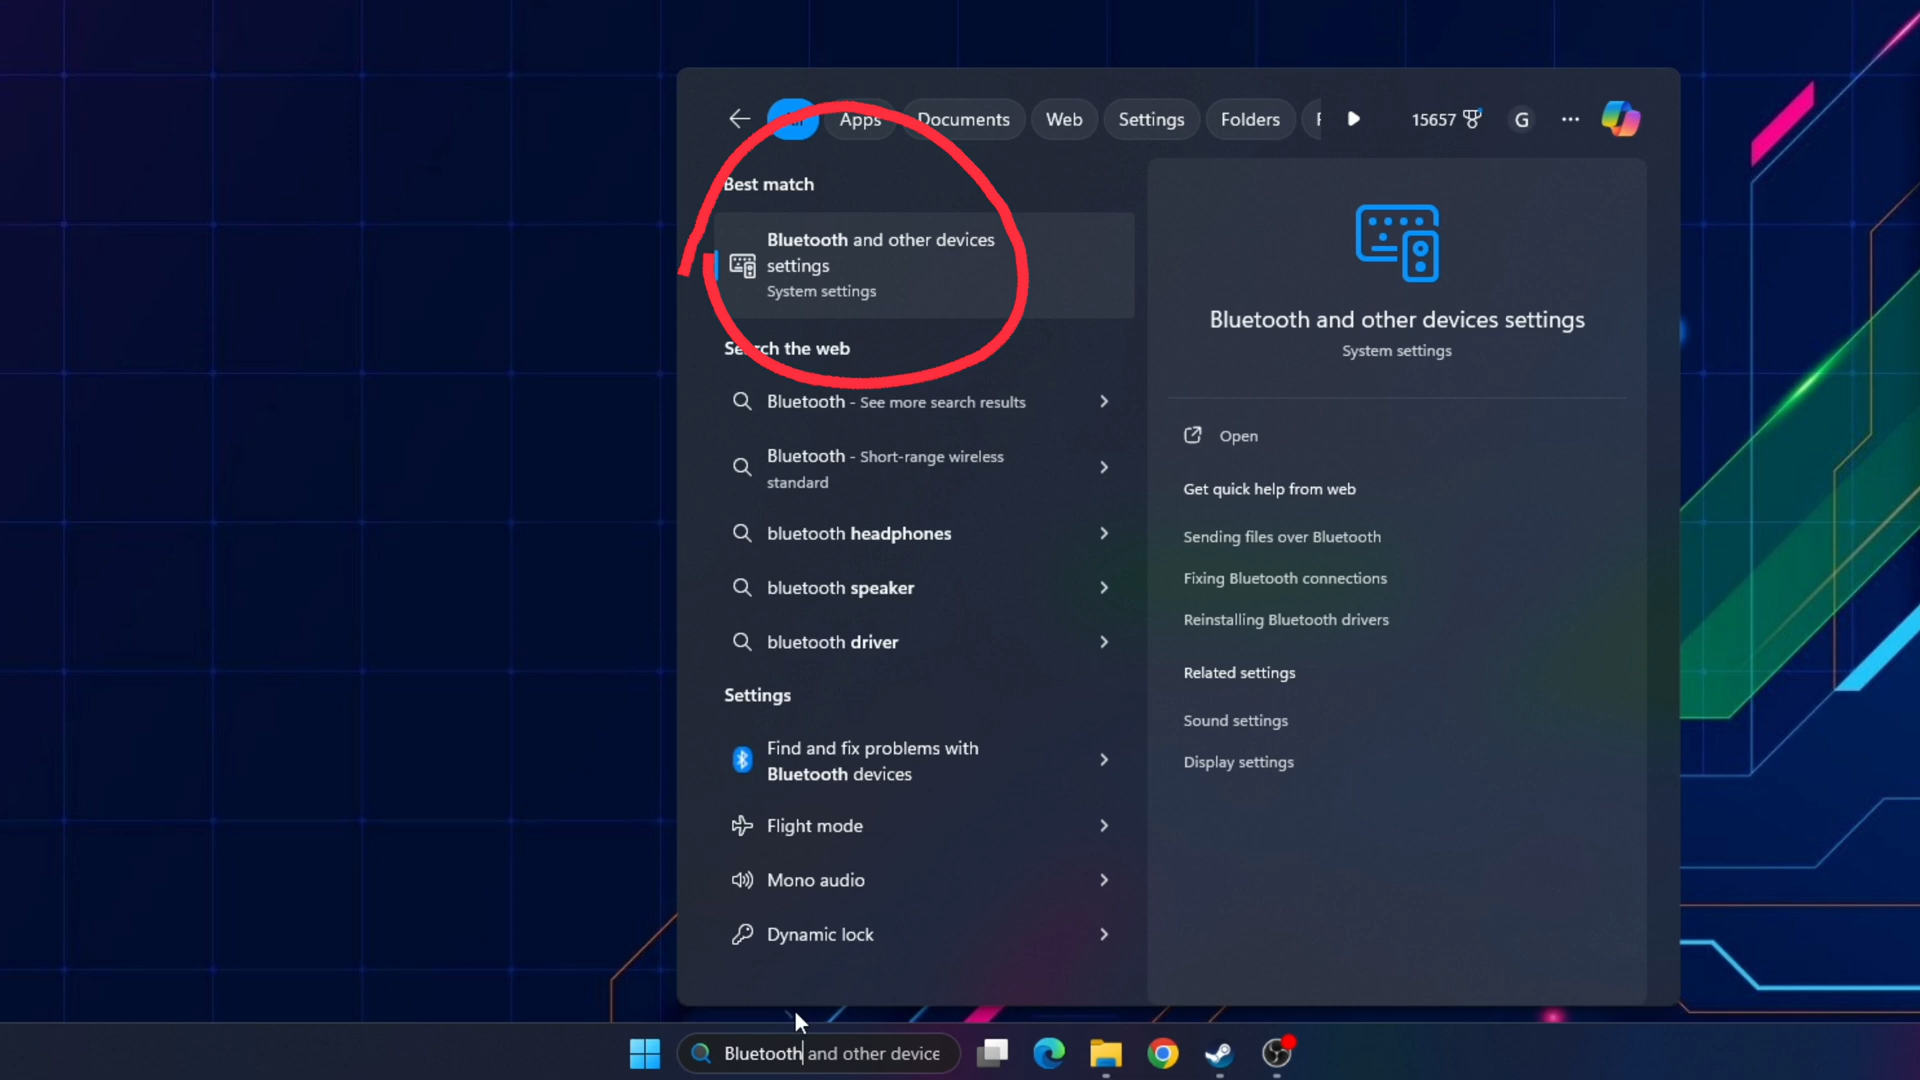 Apps
Documents
Web
Settings
Folders
15657
G
Best match
Bluetooth and other devices
settings
System settings
Search the web
Bluetooth - See more search results
Bluetooth - Short-range wireless
standard
bluetooth headphones
bluetooth speaker
bluetooth driver
Settings
Find and fix problems with
Bluetooth devices
Flight mode
Mono audio
Dynamic lock
Bluetooth and other devices settings
System settings
Open
Get quick help from web
Sending files over Bluetooth
Fixing Bluetooth connections
Reinstalling Bluetooth drivers
Related settings
Sound settings
Display settings
Bluetooth and other device